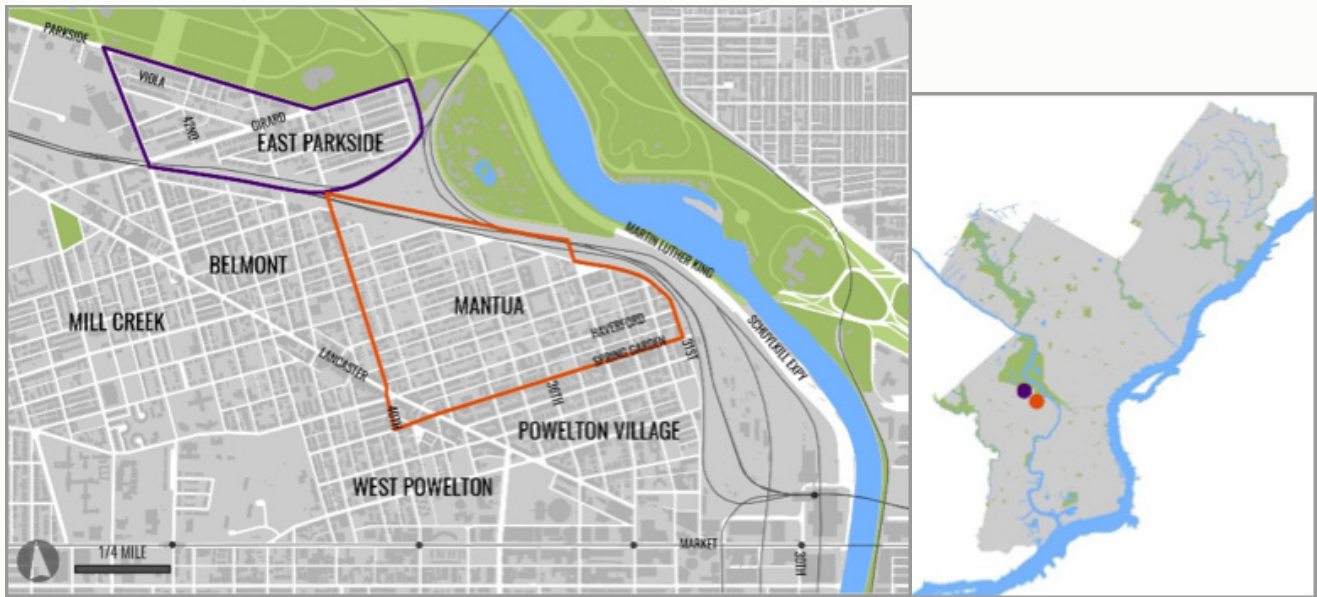 PARKSIDE
VIOLA
42ND
GIRARD
EAST PARKSIDE
MARTIN LUTHER KING
BELMONT
MANTUA
MILL CREEK
HAVERFORD
SCHUYLKILL EXPY
SPRING GARDEN
31ST
LANCASTER
36TH
40TH
POWELTON VILLAGE
WEST POWELTON
MARKET
1/4 MILE
30TH